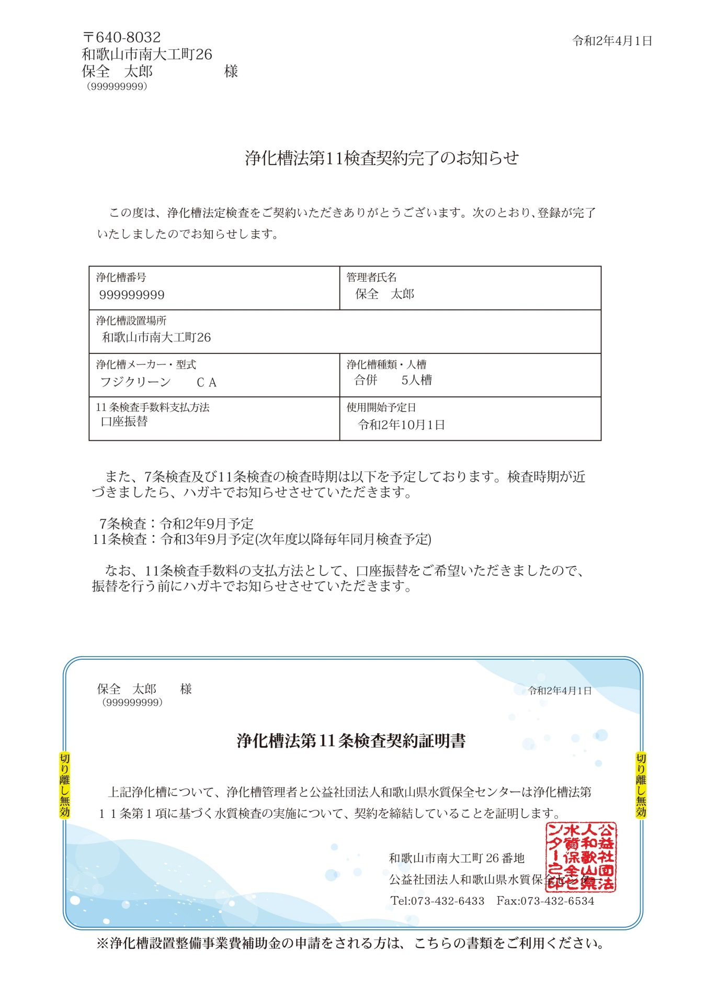 〒640-8032
令和2年4月1日
和歌山市南大工町26
保全　太郎　　　　　様
（999999999）
浄化槽法第11検査契約完了のお知らせ
この度は、浄化槽法定検査をご契約いただきありがとうございます。次のとおり、登録が完了
いたしましたのでお知らせします。
浄化槽番号
999999999
管理者氏名
保全　太郎
浄化槽設置場所
和歌山市南大工町26
浄化槽メーカー・型式
フジクリーン　　ＣＡ
浄化槽種類・人槽
合併　　5人槽
11 条検査手数料支払方法
口座振替
使用開始予定日
令和2年10月1日
また、7条検査及び11条検査の検査時期は以下を予定しております。検査時期が近
づきましたら、ハガキでお知らせさせていただきます。
7条検査：令和2年9月予定
11条検査：令和3年9月予定(次年度以降毎年同月検査予定)
なお、11条検査手数料の支払方法として、口座振替をご希望いただきましたので、
振替を行う前にハガキでお知らせさせていただきます。
保全　太郎　　様
令和2年4月1日
（999999999）
浄化槽法第 11 条検査契約証明書
切り離し無効
切り離し無効
上記浄化槽について、浄化槽管理者と公益社団法人和歌山県水質保全センターは浄化槽法第
１１条第１項に基づく水質検査の実施について、契約を締結していることを証明します。
和歌山市南大工町 26 番地
公益社団法人和歌山県水質保全センター
Tel:073-432-6433　Fax:073-432-6534
公益社団法
人和歌山県
水質保全セ
ンター之印
※浄化槽設置整備事業費補助金の申請をされる方は、こちらの書類をご利用ください。